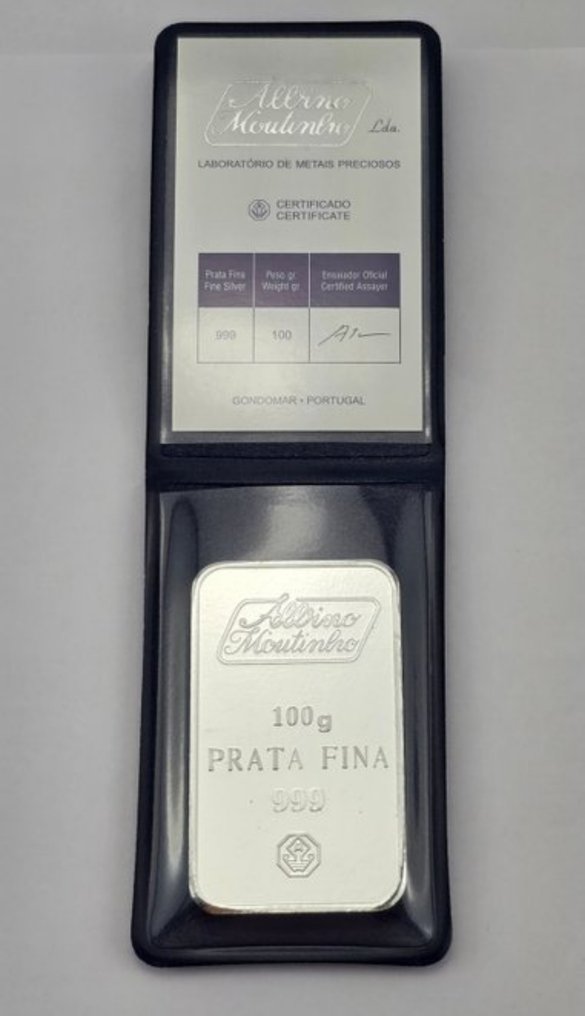 Albino
Moutinho Lda.
LABORATÓRIO DE METAIS PRECIOSOS
CERTIFICADO
CERTIFICATE
Prata Fina Peso gr. Ensaiador Oficial
Fine Silver Weight gr Certified Assayer
999 100
GONDOMAR • PORTUGAL
Albino
Moutinho
100g
PRATA FINA
999